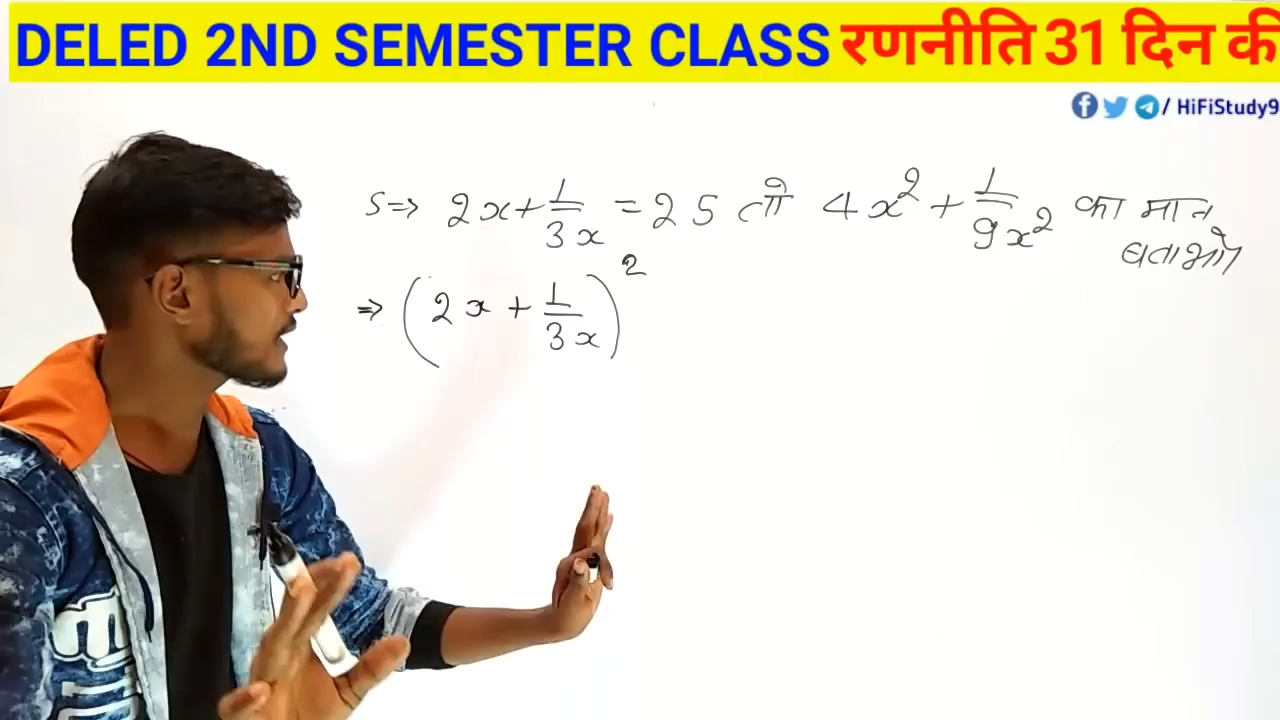 DELED 2ND SEMESTER CLASS रणनीति 31 दिन की
/ HiFiStudy9
S⇒ 2x + 1/3x = 25 तो 4x² + 1/9x² का मान
बताओ।
⇒ (2x + 1/3x)²